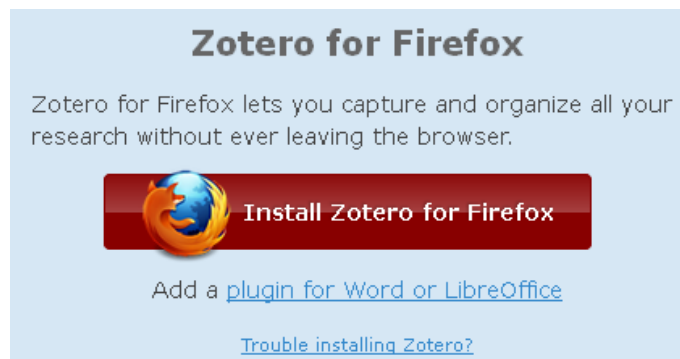 Zotero for Firefox
Zotero for Firefox lets you capture and organize all your
research without ever leaving the browser.
Install Zotero for Firefox
Add a plugin for Word or LibreOffice
Trouble installing Zotero?